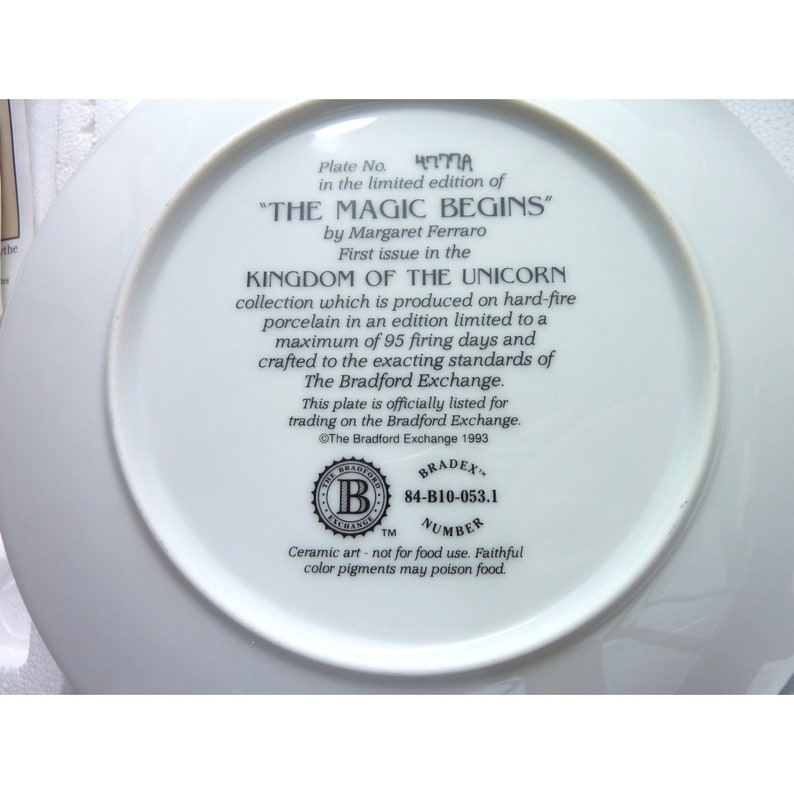 Plate No. 4777A
in the limited edition of
"THE MAGIC BEGINS"
by Margaret Ferraro
First issue in the
KINGDOM OF THE UNICORN
collection which is produced on hard-fire
porcelain in an edition limited to a
maximum of 95 firing days and
crafted to the exacting standards of
The Bradford Exchange.
This plate is officially listed for
trading on the Bradford Exchange.
©The Bradford Exchange 1993
THE BRADFORD
B
EXCHANGE
TM
BRADEX™
84-B10-053.1
NUMBER
Ceramic art - not for food use. Faithful
color pigments may poison food.